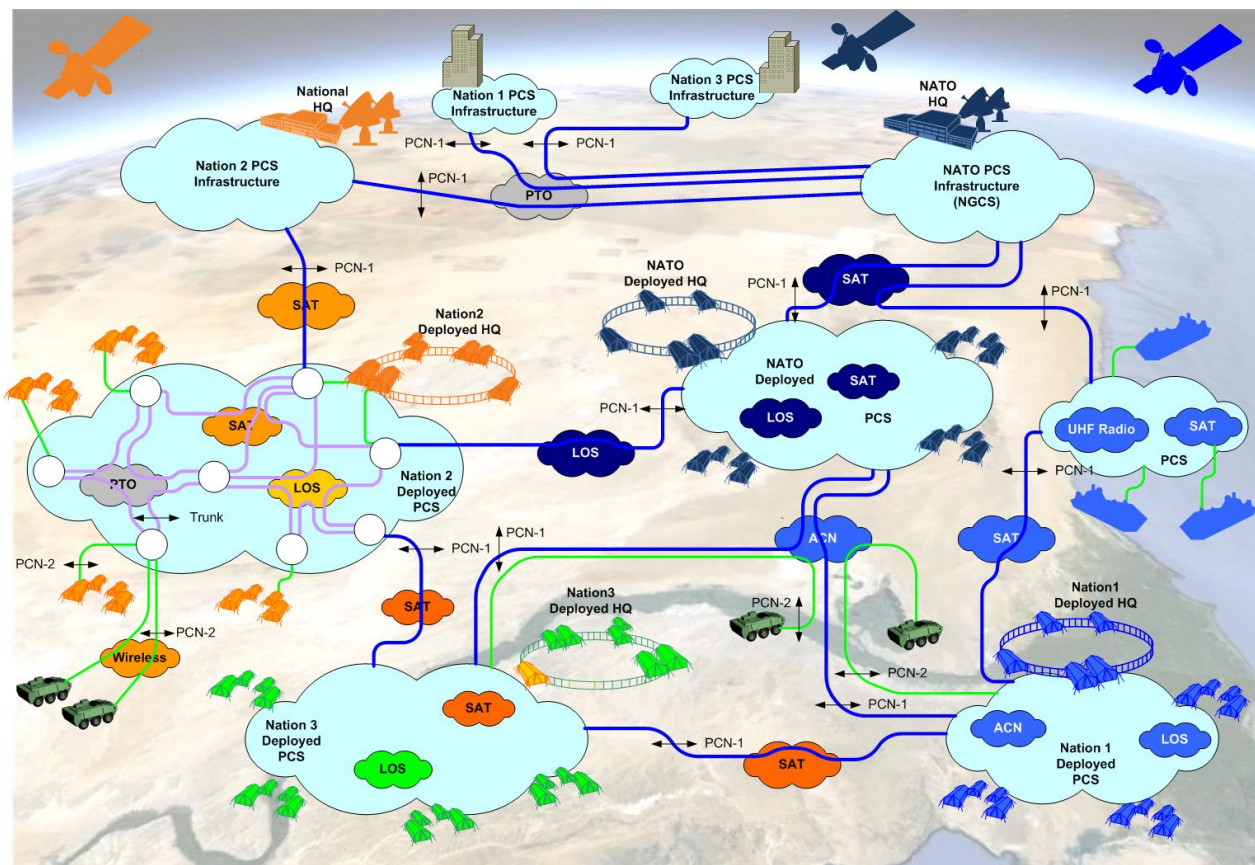 National
HQ
Nation 1 PCS
Infrastructure
Nation 3 PCS
Infrastructure
NATO
HQ
PCN-1
PCN-1
Nation 2 PCS
Infrastructure
PCN-1
PTO
NATO PCS
Infrastructure
(NGCS)
PCN-1
SAT
NATO
Deployed HQ
PCN-1
SAT
PCN-1
Nation2
Deployed HQ
NATO
Deployed
SAT
LOS
PCS
PCN-1
SAT
UHF Radio
SAT
PCS
LOS
PTO
LOS
Nation 2
Deployed
PCS
Trunk
PCN-1
PCN-1
PCN-1
ACN
SAT
PCN-2
PCN-2
Wireless
SAT
Nation3
Deployed HQ
PCN-2
Nation1
Deployed HQ
PCN-2
PCN-1
SAT
Nation 3
Deployed
PCS
LOS
PCN-1
SAT
ACN
LOS
Nation 1
Deployed
PCS